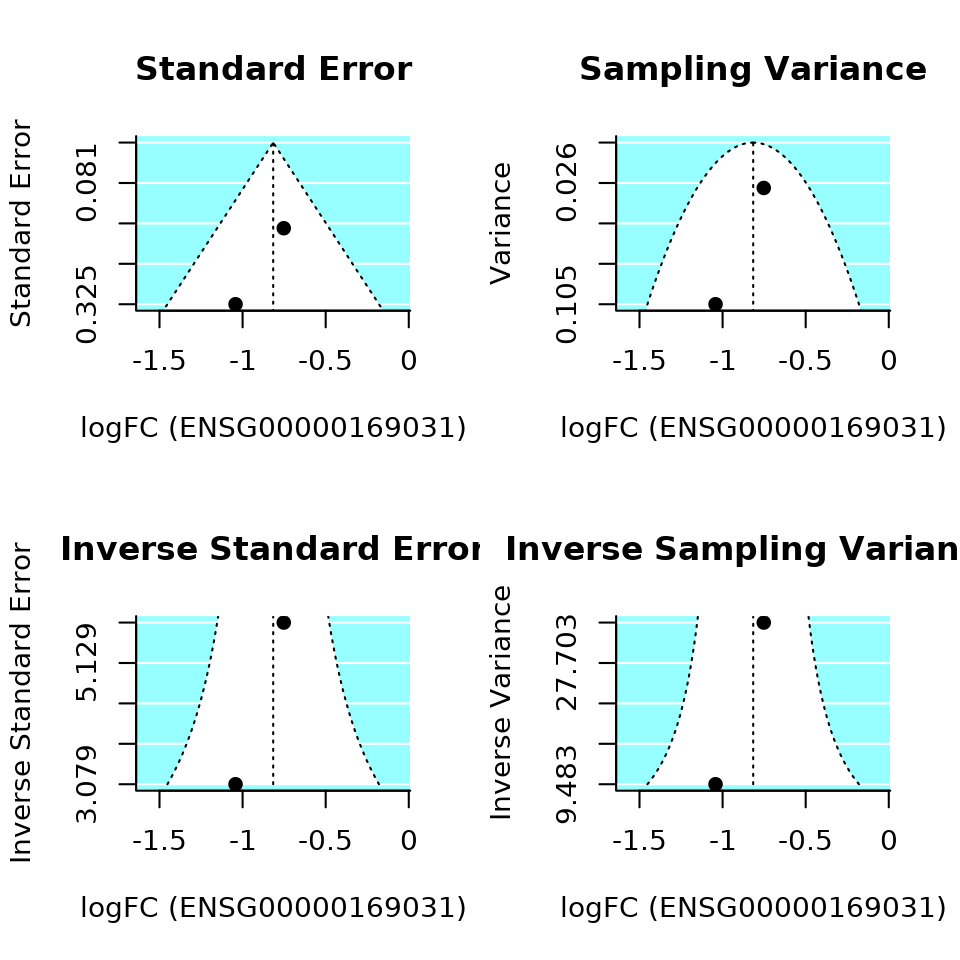 Standard Error
Standard Error
0.081
0.325
-1.5 -1 -0.5 0
logFC (ENSG00000169031)
Sampling Variance
Variance
0.026
0.105
-1.5 -1 -0.5 0
logFC (ENSG00000169031)
Inverse Standard Error
Inverse Standard Error
5.129
3.079
-1.5 -1 -0.5 0
logFC (ENSG00000169031)
Inverse Sampling Varian
Inverse Variance
27.703
9.483
-1.5 -1 -0.5 0
logFC (ENSG00000169031)